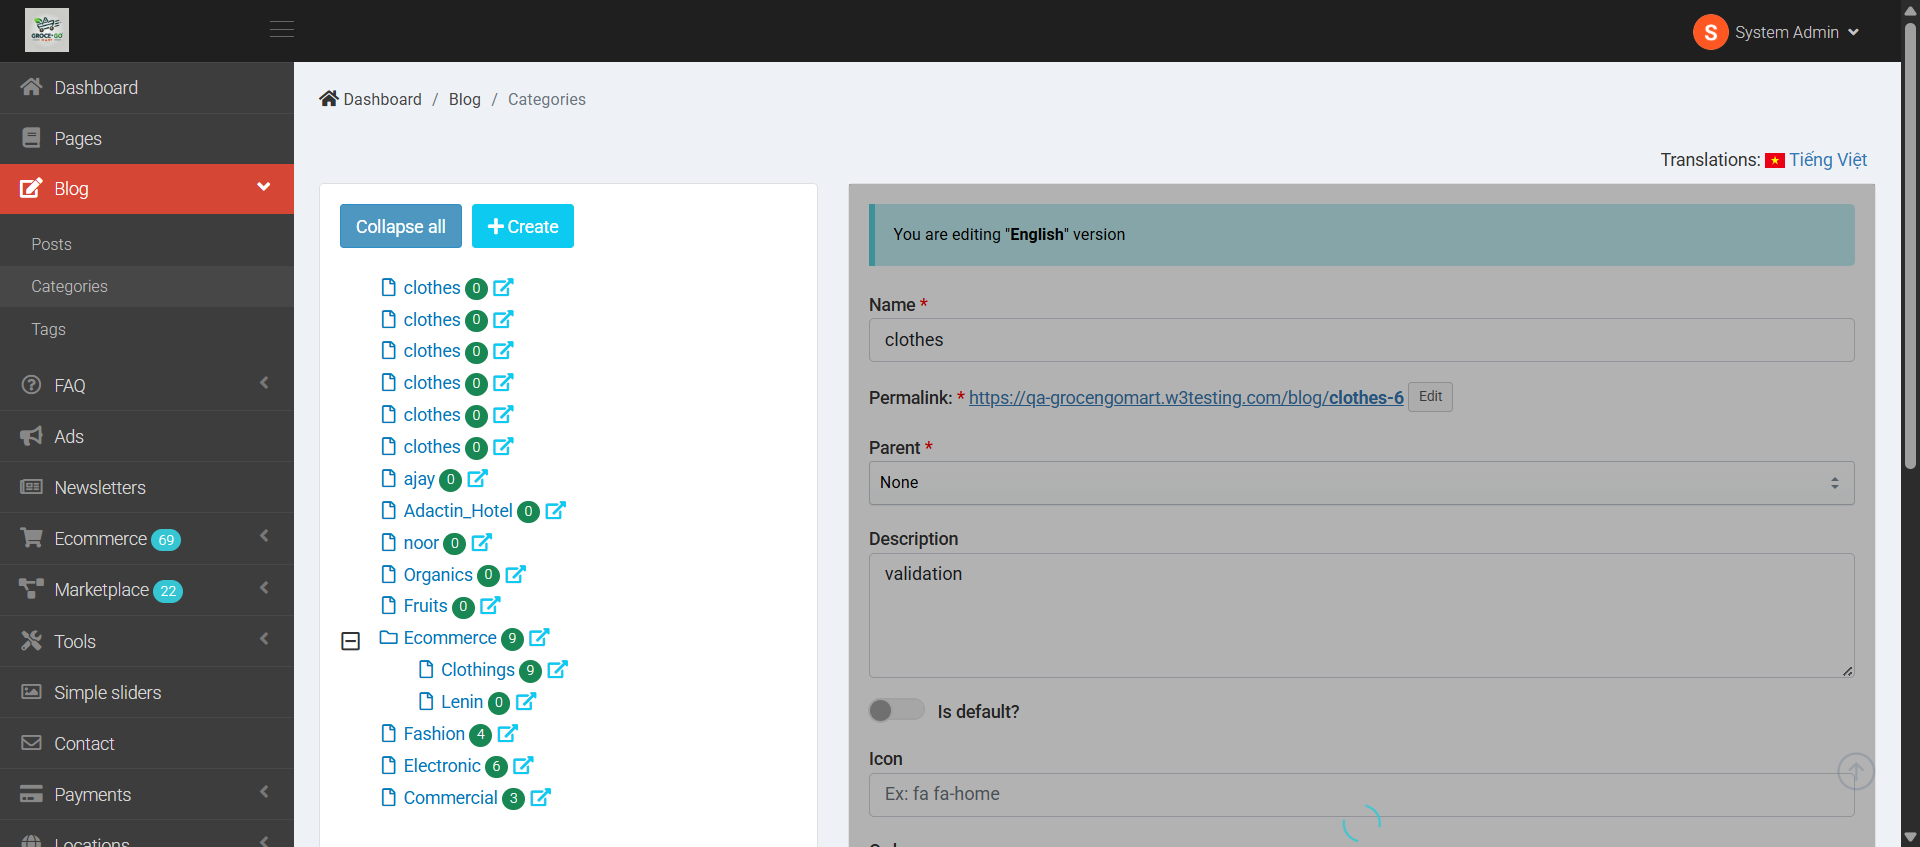 GROCE-GO
System Admin
S
Dashboard
Pages
Blog
Posts
Categories
Tags
FAQ
Ads
Newsletters
Ecommerce 69
Marketplace 22
Tools
Simple sliders
Contact
Payments
Locations
Dashboard / Blog / Categories
Translations: Tiếng Việt
Collapse all
Create
clothes 0
clothes 0
clothes 0
clothes 0
clothes 0
clothes 0
ajay 0
Adactin_Hotel 0
noor 0
Organics 0
Fruits 0
Ecommerce 9
Clothings 9
Lenin 0
Fashion 4
Electronic 6
Commercial 3
You are editing "English" version
Name *
clothes
Permalink: * https://qa-grocengomart.w3testing.com/blog/clothes-6 Edit
Parent *
None
Description
validation
Is default?
Icon
Ex: fa fa-home